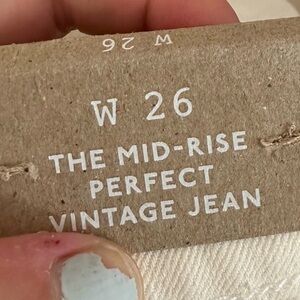 W 26
W 26
THE MID-RISE
PERFECT
VINTAGE JEAN